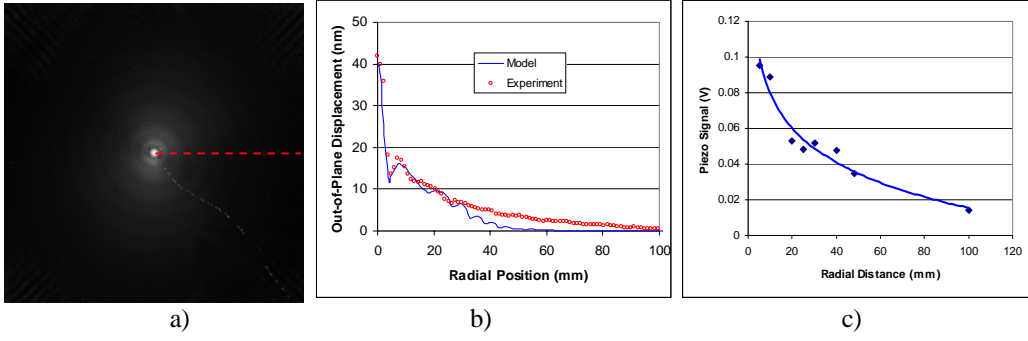 50
40
30
20
10
0
Out-of-Plane Displacement (nm)
Model
Experiment
0 20 40 60 80 100
Radial Position (mm)
0.12
0.1
0.08
0.06
0.04
0.02
0
Piezo Signal (V)
0 20 40 60 80 100 120
Radial Distance (mm)
a) b) c)